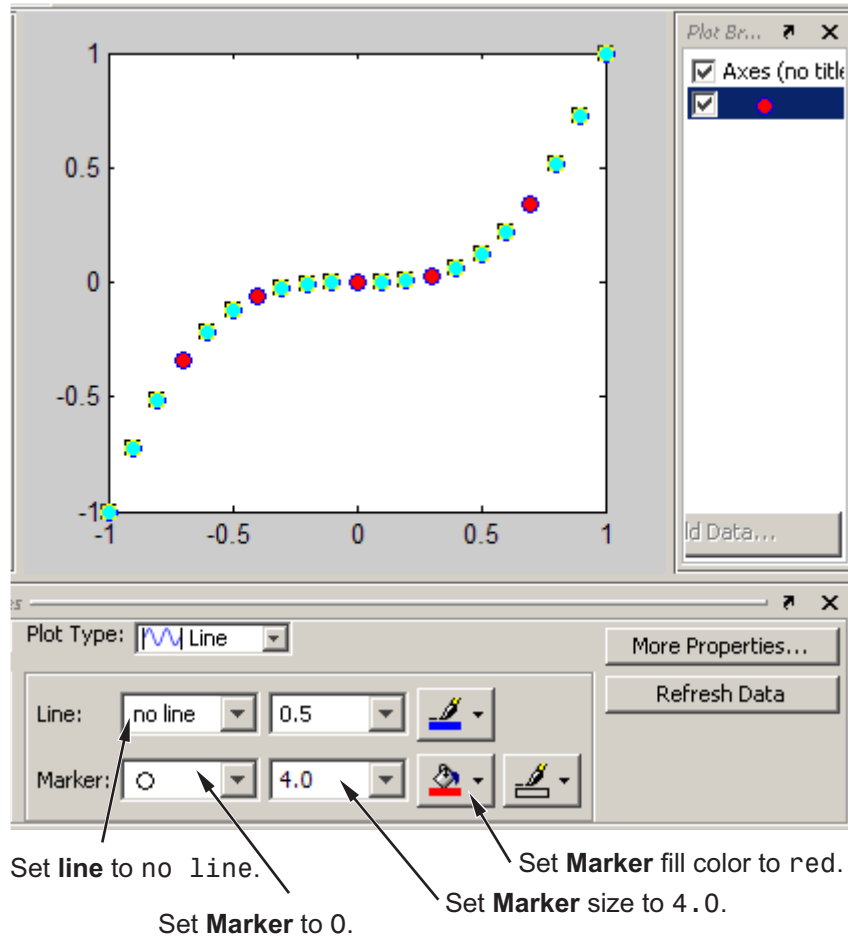 Plot Br...
Axes (no title
1
0.5
0
-0.5
-1
-1 -0.5 0 0.5 1
ld Data...
es
Plot Type: Line
More Properties...
Refresh Data
Line: no line 0.5
Marker: 4.0
Set line to no line.
Set Marker fill color to red.
Set Marker size to 4.0.
Set Marker to O.